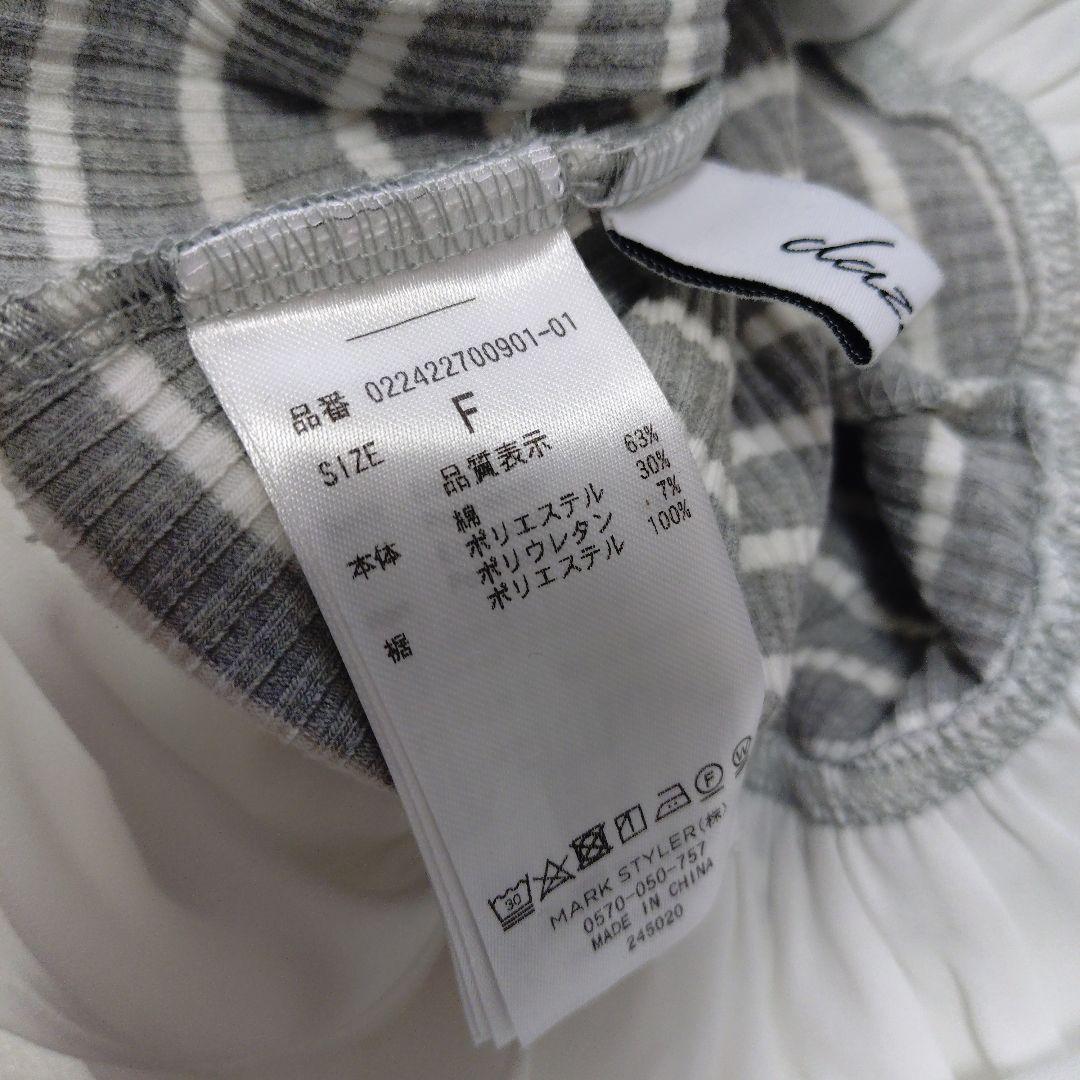 品番 022422700901-01
SIZE F
品質表示
本体 綿 63%
ポリエステル 30%
ポリウレタン 7%
裾 ポリエステル 100%
30
F
W
MARK STYLER(株)
0570-050-757
MADE IN CHINA
245020